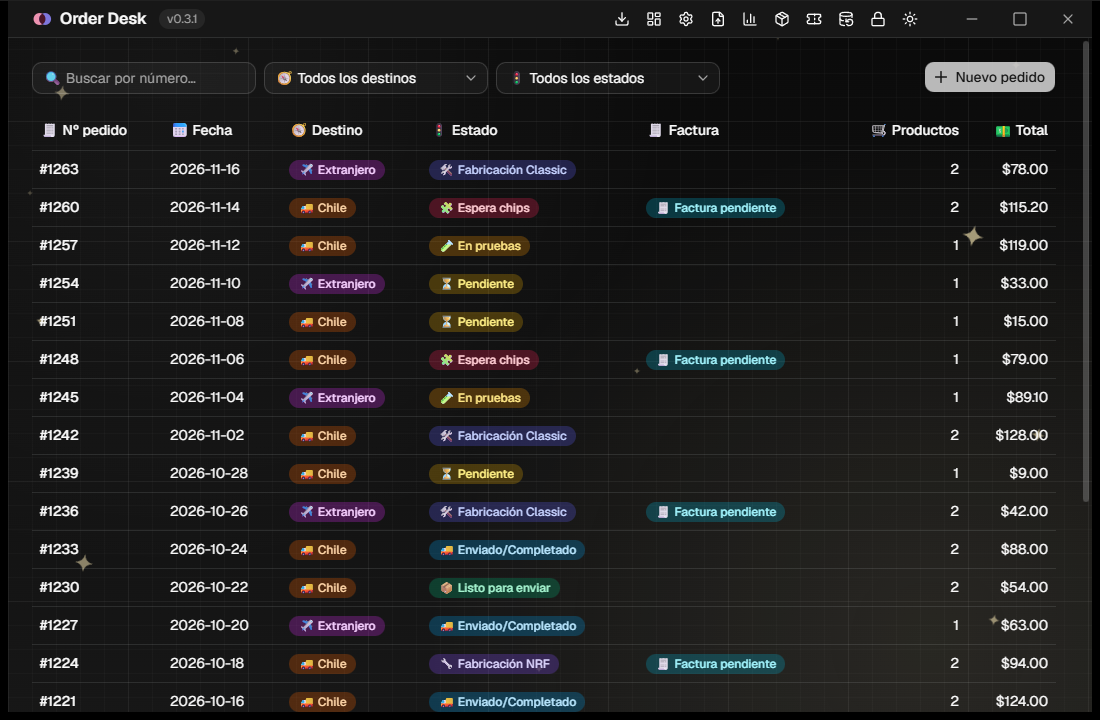 Order Desk v0.3.1
Buscar por número... Todos los destinos Todos los estados Nuevo pedido
Nº pedido Fecha Destino Estado Factura Productos Total
#1263 2026-11-16 Extranjero Fabricación Classic 2 $78.00
#1260 2026-11-14 Chile Espera chips Factura pendiente 2 $115.20
#1257 2026-11-12 Chile En pruebas 1 $119.00
#1254 2026-11-10 Extranjero Pendiente 1 $33.00
#1251 2026-11-08 Chile Pendiente 1 $15.00
#1248 2026-11-06 Chile Espera chips Factura pendiente 1 $79.00
#1245 2026-11-04 Extranjero En pruebas 1 $89.10
#1242 2026-11-02 Chile Fabricación Classic 2 $128.00
#1239 2026-10-28 Chile Pendiente 1 $9.00
#1236 2026-10-26 Extranjero Fabricación Classic Factura pendiente 2 $42.00
#1233 2026-10-24 Chile Enviado/Completado 2 $88.00
#1230 2026-10-22 Chile Listo para enviar 2 $54.00
#1227 2026-10-20 Extranjero Enviado/Completado 1 $63.00
#1224 2026-10-18 Chile Fabricación NRF Factura pendiente 2 $94.00
#1221 2026-10-16 Chile Enviado/Completado 2 $124.00